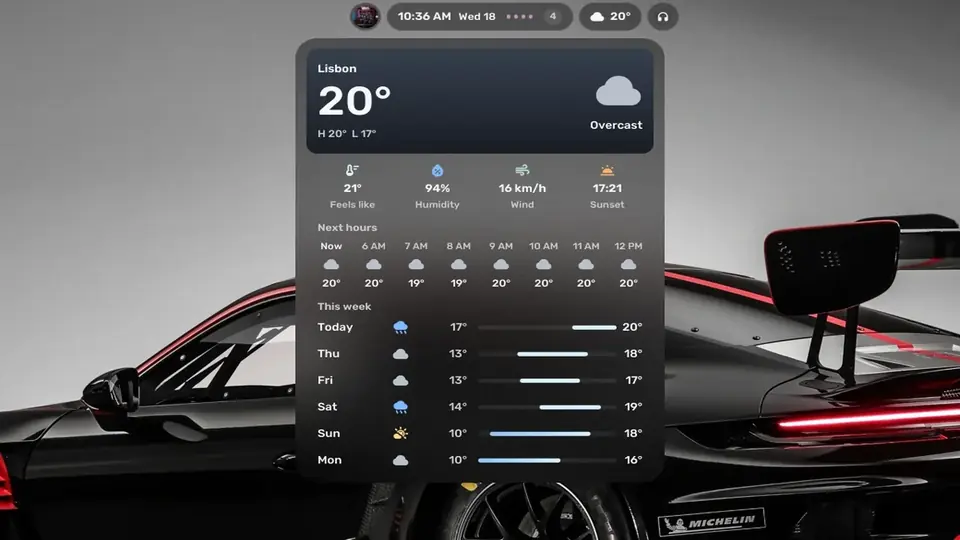 10:36 AM Wed 18 4 20°
Lisbon
20°
H 20° L 17°
Overcast
21° 94% 16 km/h 17:21
Feels like Humidity Wind Sunset
Next hours
Now 6 AM 7 AM 8 AM 9 AM 10 AM 11 AM 12 PM
20° 20° 19° 19° 20° 20° 20° 20°
This week
Today 17° 20°
Thu 13° 18°
Fri 13° 17°
Sat 14° 19°
Sun 10° 18°
Mon 10° 16°
MICHELIN